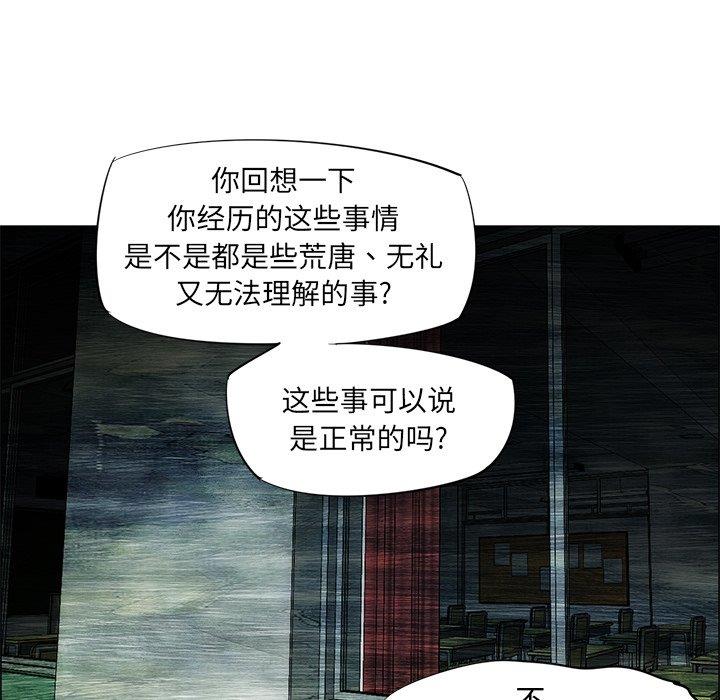 你回想一下
你经历的这些事情
是不是都是些荒唐、无礼
又无法理解的事?
这些事可以说
是正常的吗?
不